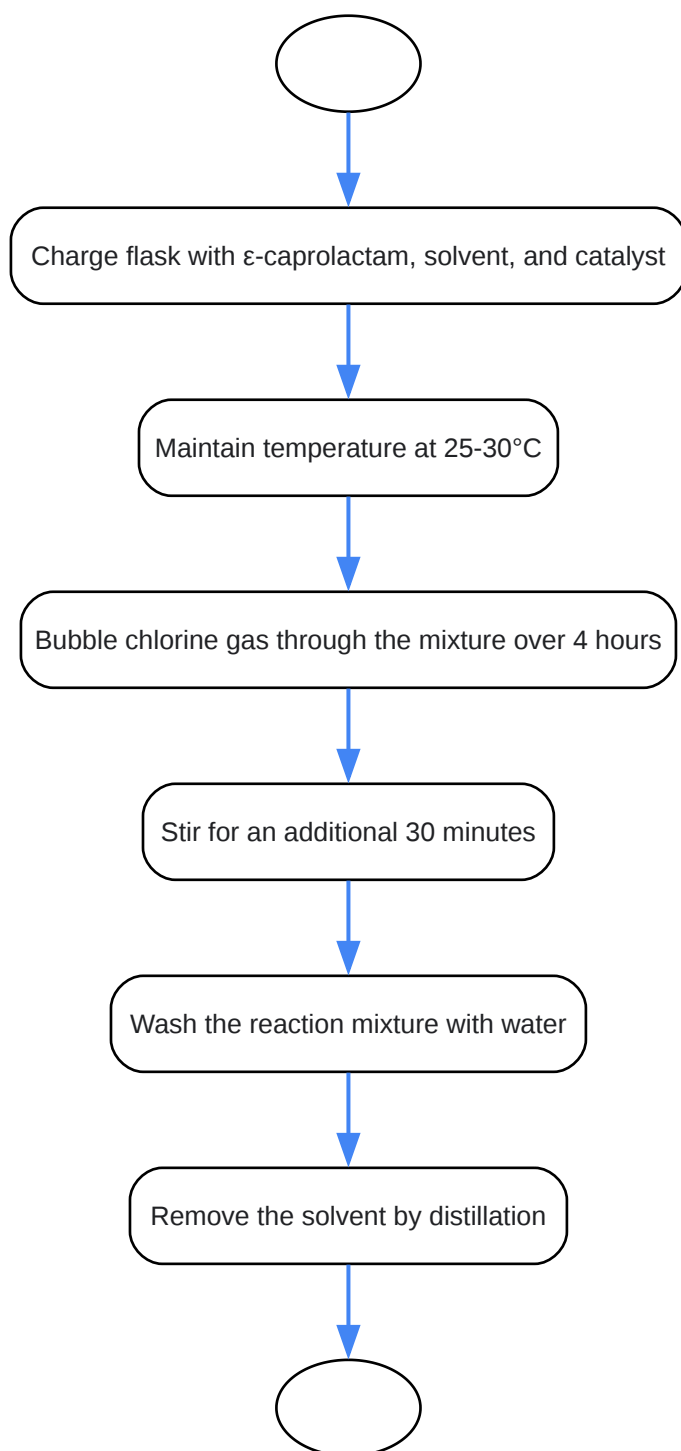 Charge flask with ε-caprolactam, solvent, and catalyst
Maintain temperature at 25-30°C
Bubble chlorine gas through the mixture over 4 hours
Stir for an additional 30 minutes
Wash the reaction mixture with water
Remove the solvent by distillation